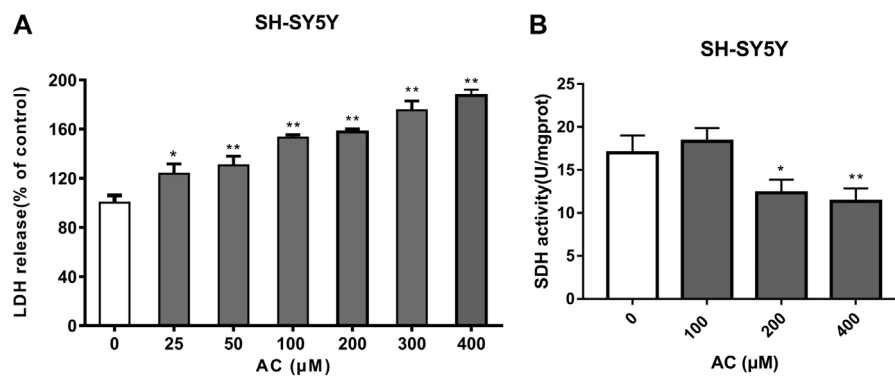 A
SH-SY5Y
LDH release(% of control)
200
160
120
80
40
0
*
**
**
**
**
**
0 25 50 100 200 300 400
AC (μM)
B
SH-SY5Y
SDH activity(U/mgprot)
25
20
15
10
5
0
*
**
0 100 200 400
AC (μM)